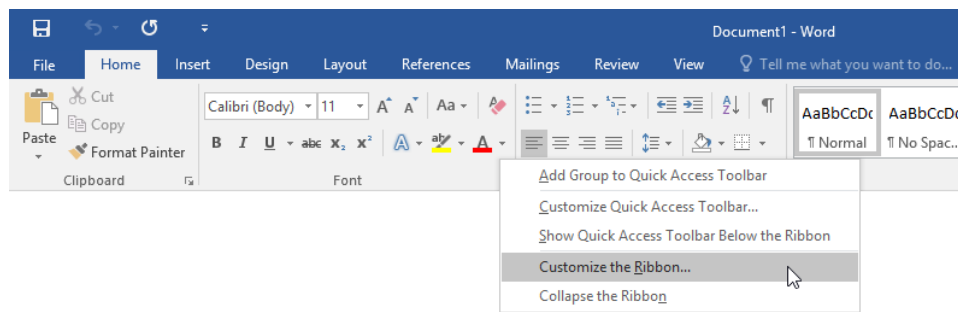 Document1 - Word
File Home Insert Design Layout References Mailings Review View Tell me what you want to do...
Cut
Copy
Paste
Format Painter
Clipboard
Calibri (Body) 11 A A Aa
B I U abc x₂ x² A aby A
Font
A Z ¶
AaBbCcDc AaBbCcDc
¶ Normal ¶ No Spac...
Add Group to Quick Access Toolbar
Customize Quick Access Toolbar...
Show Quick Access Toolbar Below the Ribbon
Customize the Ribbon...
Collapse the Ribbon